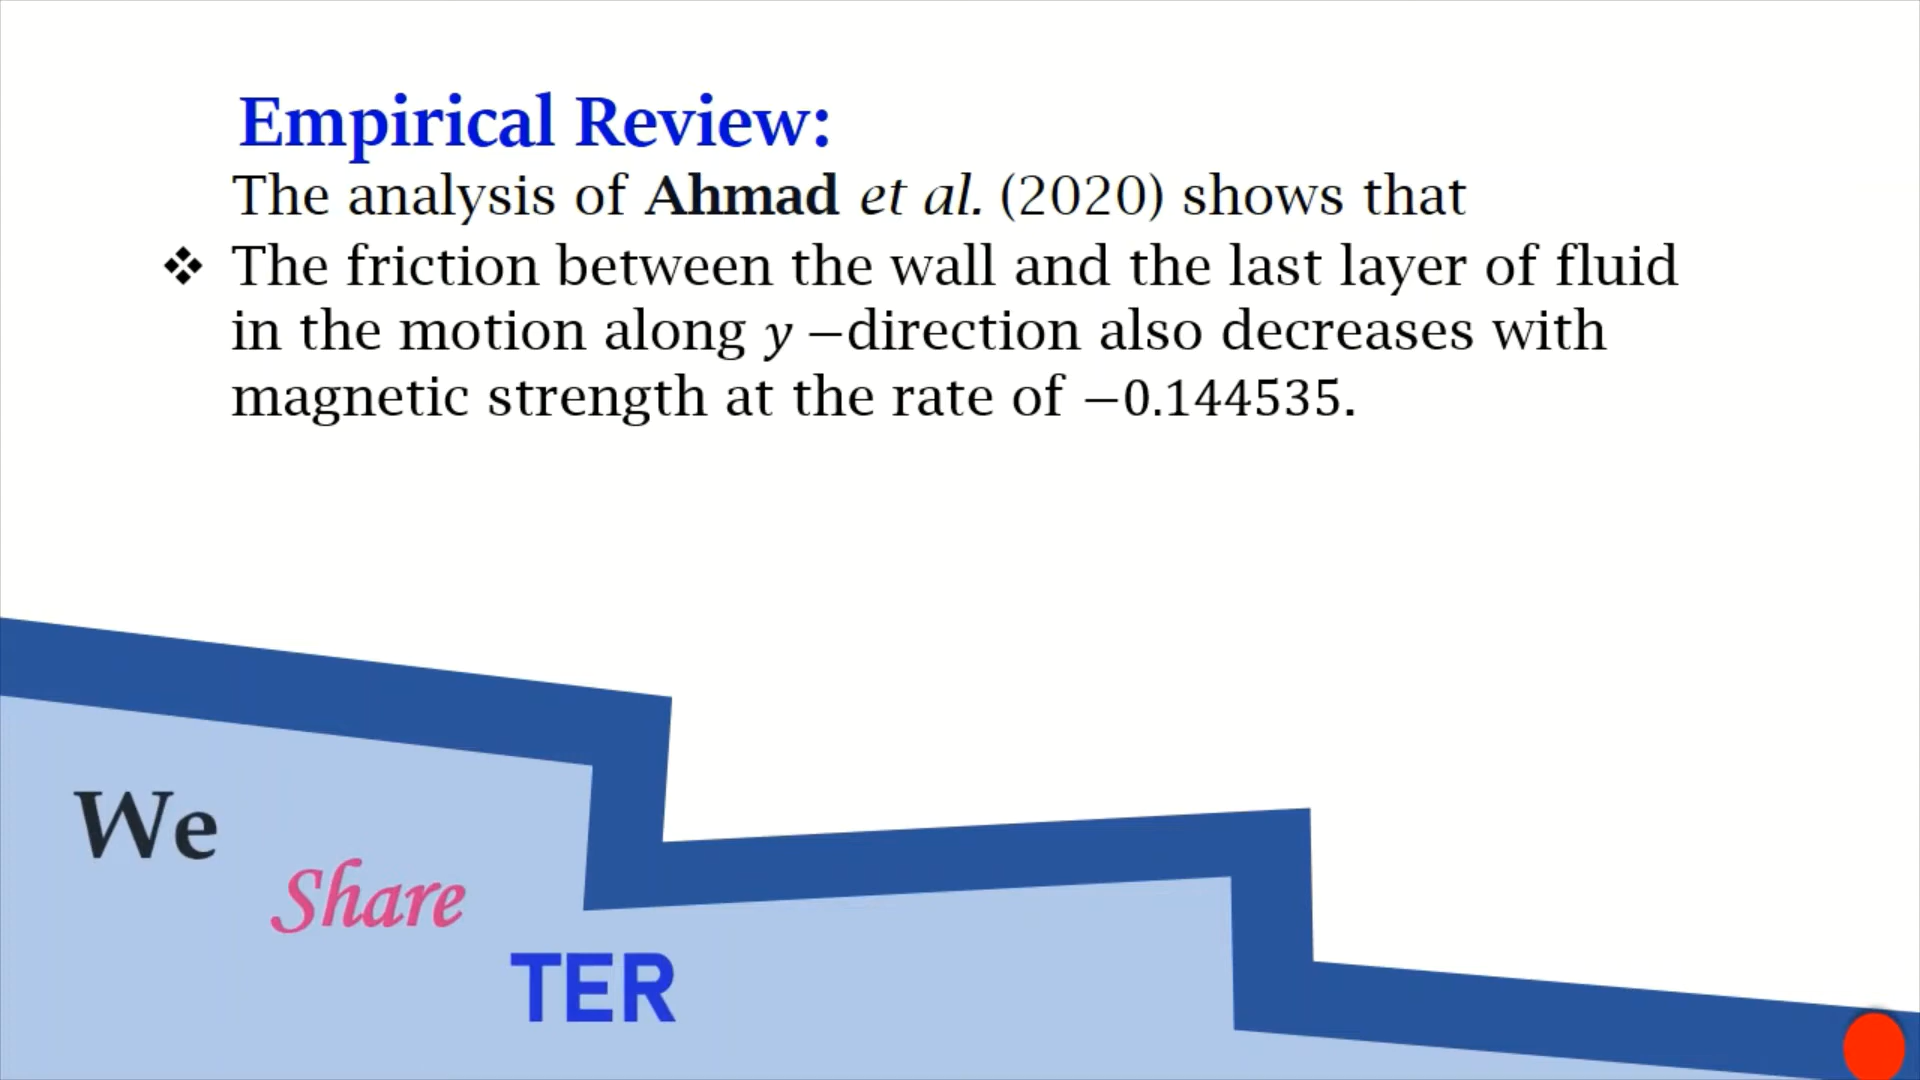 Empirical Review:
The analysis of Ahmad et al. (2020) shows that
❖ The friction between the wall and the last layer of fluid
in the motion along y −direction also decreases with
magnetic strength at the rate of −0.144535.
We
Share
TER